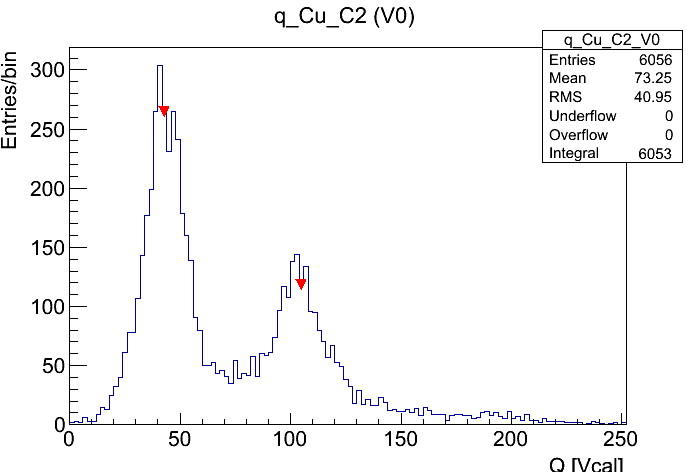 q_Cu_C2 (V0)
q_Cu_C2_V0
Entries 6056
Mean 73.25
RMS 40.95
Underflow 0
Overflow 0
Integral 6053
Entries/bin
300
250
200
150
100
50
0
0 50 100 150 200 250
Q [Vcal]